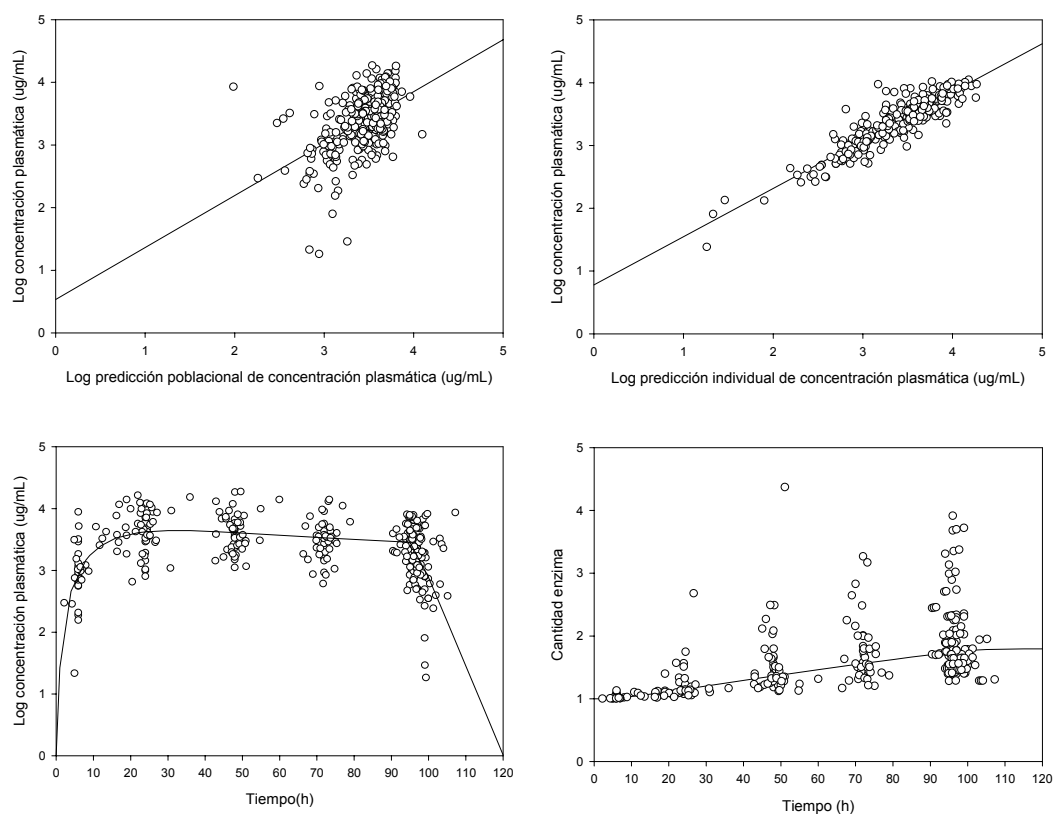 Log concentración plasmática (ug/mL)
5
4
3
2
1
0
0 1 2 3 4 5
Log predicción poblacional de concentración plasmática (ug/mL)
Log concentración plasmática (ug/mL)
5
4
3
2
1
0
0 1 2 3 4 5
Log predicción individual de concentración plasmática (ug/mL)
Log concentración plasmática (ug/mL)
5
4
3
2
1
0
0 10 20 30 40 50 60 70 80 90 100 110 120
Tiempo(h)
Cantidad enzima
5
4
3
2
1
0
0 10 20 30 40 50 60 70 80 90 100 110 120
Tiempo (h)